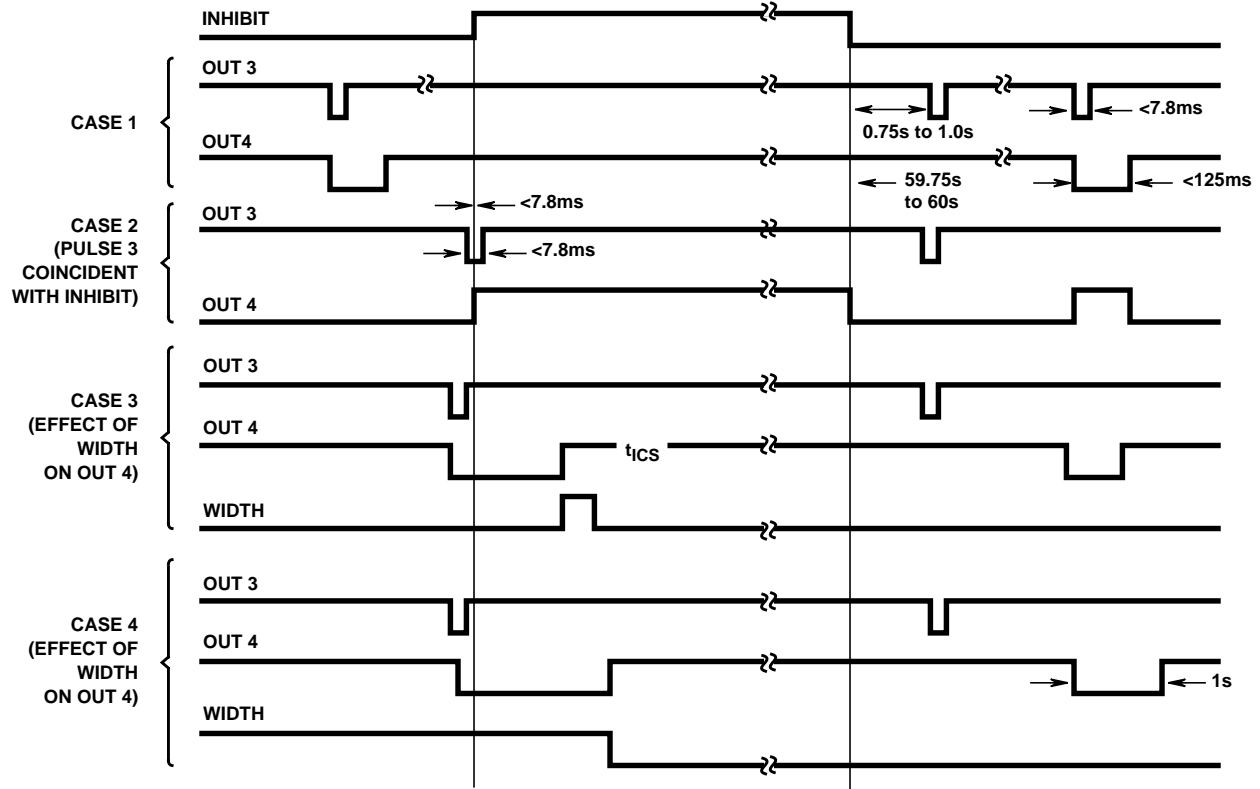 INHIBIT
CASE 1
OUT 3
0.75s to 1.0s
<7.8ms
OUT4
59.75s
to 60s
<125ms
CASE 2
(PULSE 3
COINCIDENT
WITH INHIBIT)
OUT 3
<7.8ms
<7.8ms
OUT 4
CASE 3
(EFFECT OF
WIDTH
ON OUT 4)
OUT 3
OUT 4
tICS
WIDTH
CASE 4
(EFFECT OF
WIDTH
ON OUT 4)
OUT 3
OUT 4
1s
WIDTH